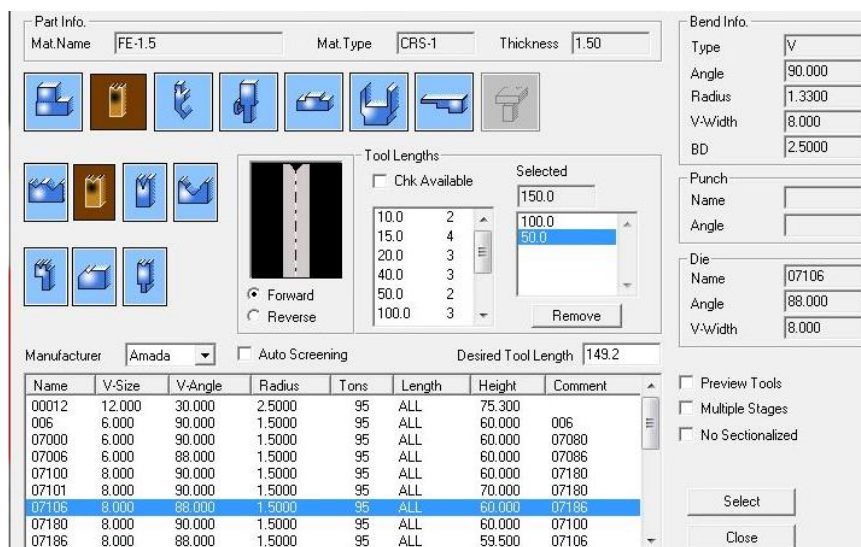 Part Info.
Mat.Name FE-1.5 Mat.Type CRS-1 Thickness 1.50
Bend Info.
Type V
Angle 90.000
Radius 1.3300
V-Width 8.000
BD 2.5000
Punch
Name
Angle
Die
Name 07106
Angle 88.000
V-Width 8.000
Tool Lengths
Chk Available
Selected
150.0
10.0 2
15.0 4
20.0 3
40.0 3
50.0 2
100.0 3
100.0
50.0
Remove
Forward
Reverse
Manufacturer Amada Auto Screening Desired Tool Length 149.2
Name V-Size V-Angle Radius Tons Length Height Comment
00012 12.000 30.000 2.5000 95 ALL 75.300
006 6.000 90.000 1.5000 95 ALL 60.000 006
07000 6.000 90.000 1.5000 95 ALL 60.000 07080
07006 6.000 88.000 1.5000 95 ALL 60.000 07086
07100 8.000 90.000 1.5000 95 ALL 60.000 07180
07101 8.000 90.000 1.5000 95 ALL 70.000 07180
07106 8.000 88.000 1.5000 95 ALL 60.000 07186
07180 8.000 90.000 1.5000 95 ALL 60.000 07100
07186 8.000 88.000 1.5000 95 ALL 59.500 07106
Preview Tools
Multiple Stages
No Sectionalized
Select
Close